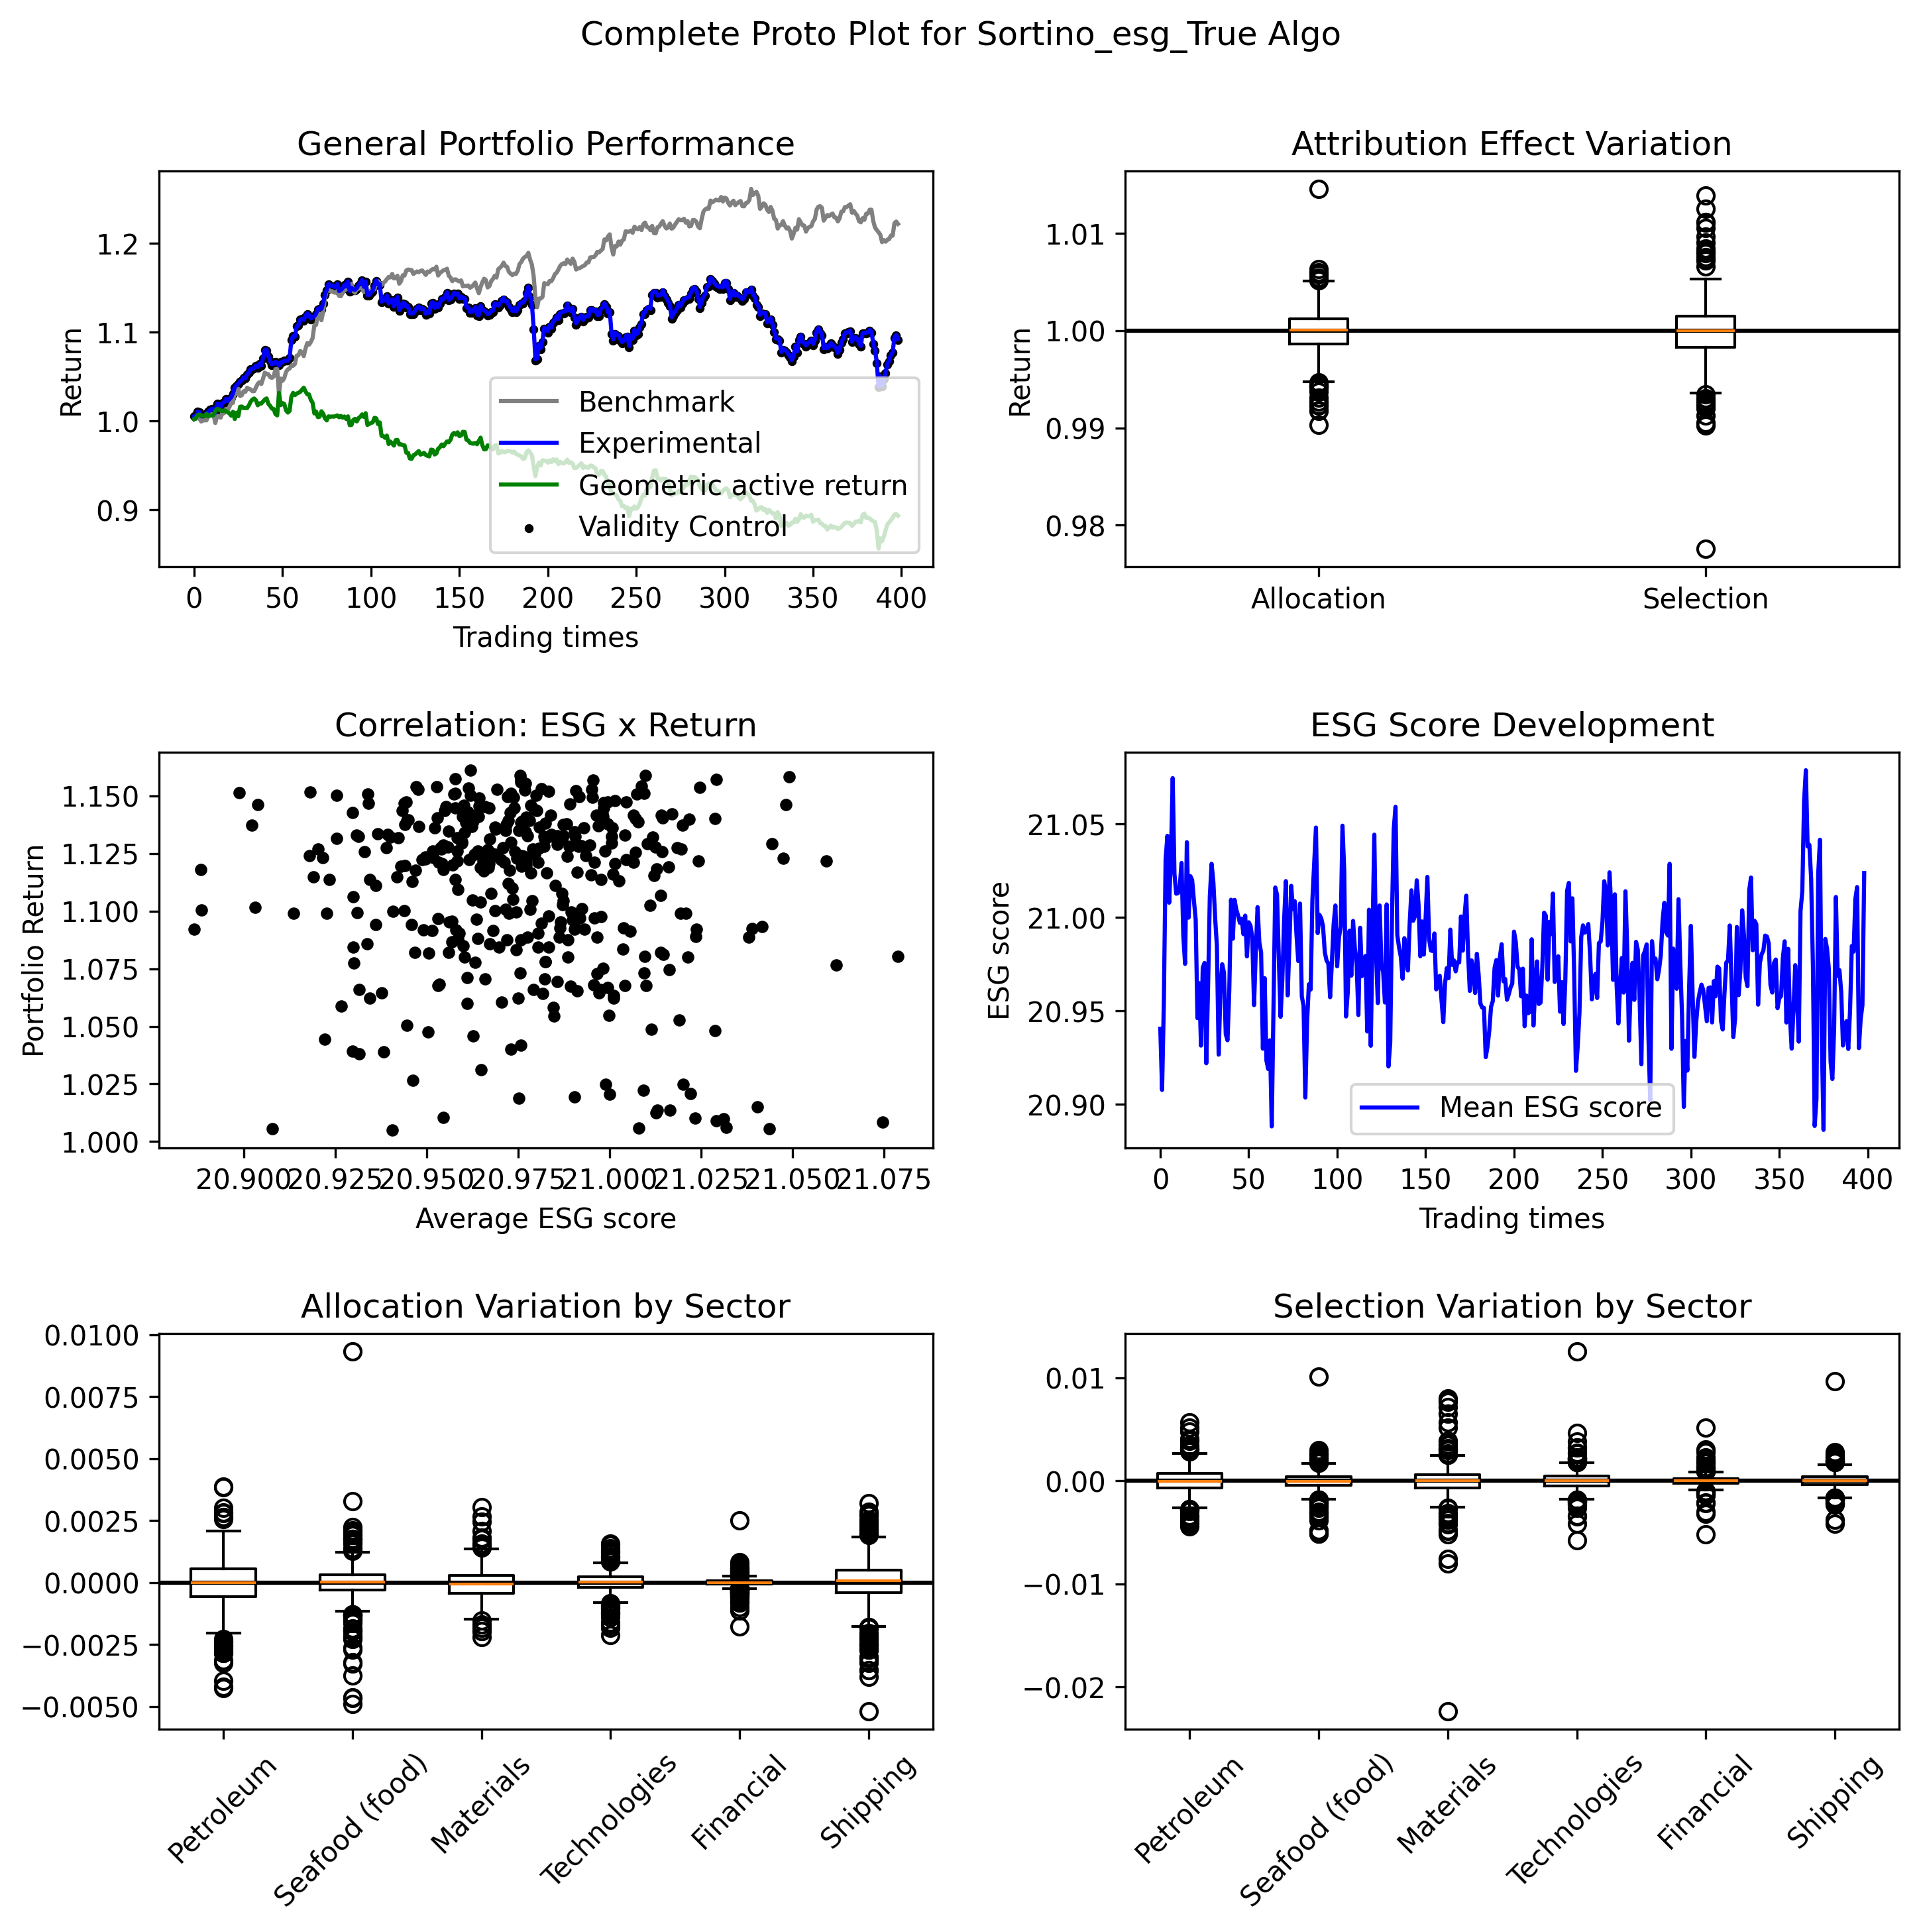 Complete Proto Plot for Sortino_esg_True Algo
General Portfolio Performance
Return
1.2
1.1
1.0
0.9
Benchmark
Experimental
Geometric active return
Validity Control
0 50 100 150 200 250 300 350 400
Trading times
Attribution Effect Variation
Return
1.01
1.00
0.99
0.98
Allocation Selection
Correlation: ESG x Return
Portfolio Return
1.150
1.125
1.100
1.075
1.050
1.025
1.000
20.900 20.925 20.950 20.975 21.000 21.025 21.050 21.075
Average ESG score
ESG Score Development
ESG score
21.05
21.00
20.95
20.90
Mean ESG score
0 50 100 150 200 250 300 350 400
Trading times
Allocation Variation by Sector
0.0100
0.0075
0.0050
0.0025
0.0000
−0.0025
−0.0050
Petroleum
Seafood (food)
Materials
Technologies
Financial
Shipping
Selection Variation by Sector
0.01
0.00
−0.01
−0.02
Petroleum
Seafood (food)
Materials
Technologies
Financial
Shipping